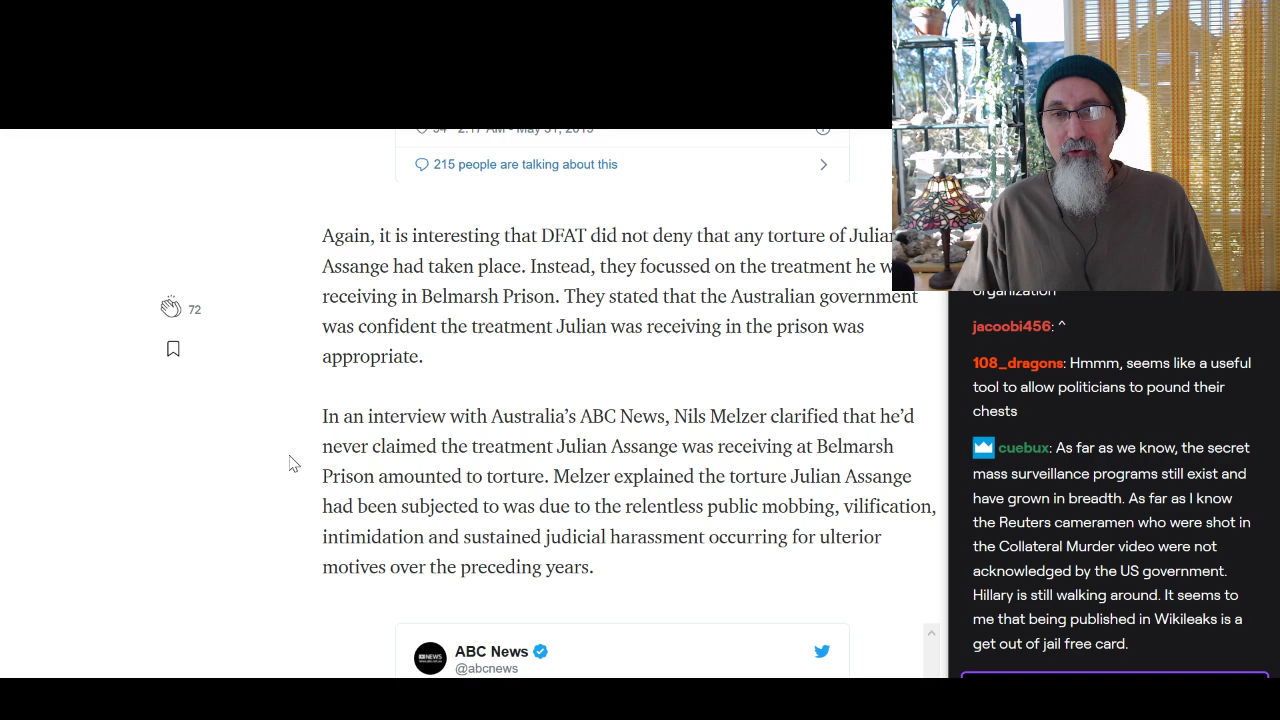 215 people are talking about this
Again, it is interesting that DFAT did not deny that any torture of Julian
Assange had taken place. Instead, they focussed on the treatment he
receiving in Belmarsh Prison. They stated that the Australian government
was confident the treatment Julian was receiving in the prison was
appropriate.
72
In an interview with Australia’s ABC News, Nils Melzer clarified that he’d
never claimed the treatment Julian Assange was receiving at Belmarsh
Prison amounted to torture. Melzer explained the torture Julian Assange
had been subjected to was due to the relentless public mobbing, vilification,
intimidation and sustained judicial harassment occurring for ulterior
motives over the preceding years.
ABC News
@abcnews
organization
jacoobi456: ^
108_dragons: Hmmm, seems like a useful
tool to allow politicians to pound their
chests
cuebux: As far as we know, the secret
mass surveillance programs still exist and
have grown in breadth. As far as I know
the Reuters cameramen who were shot in
the Collateral Murder video were not
acknowledged by the US government.
Hillary is still walking around. It seems to
me that being published in Wikileaks is a
get out of jail free card.